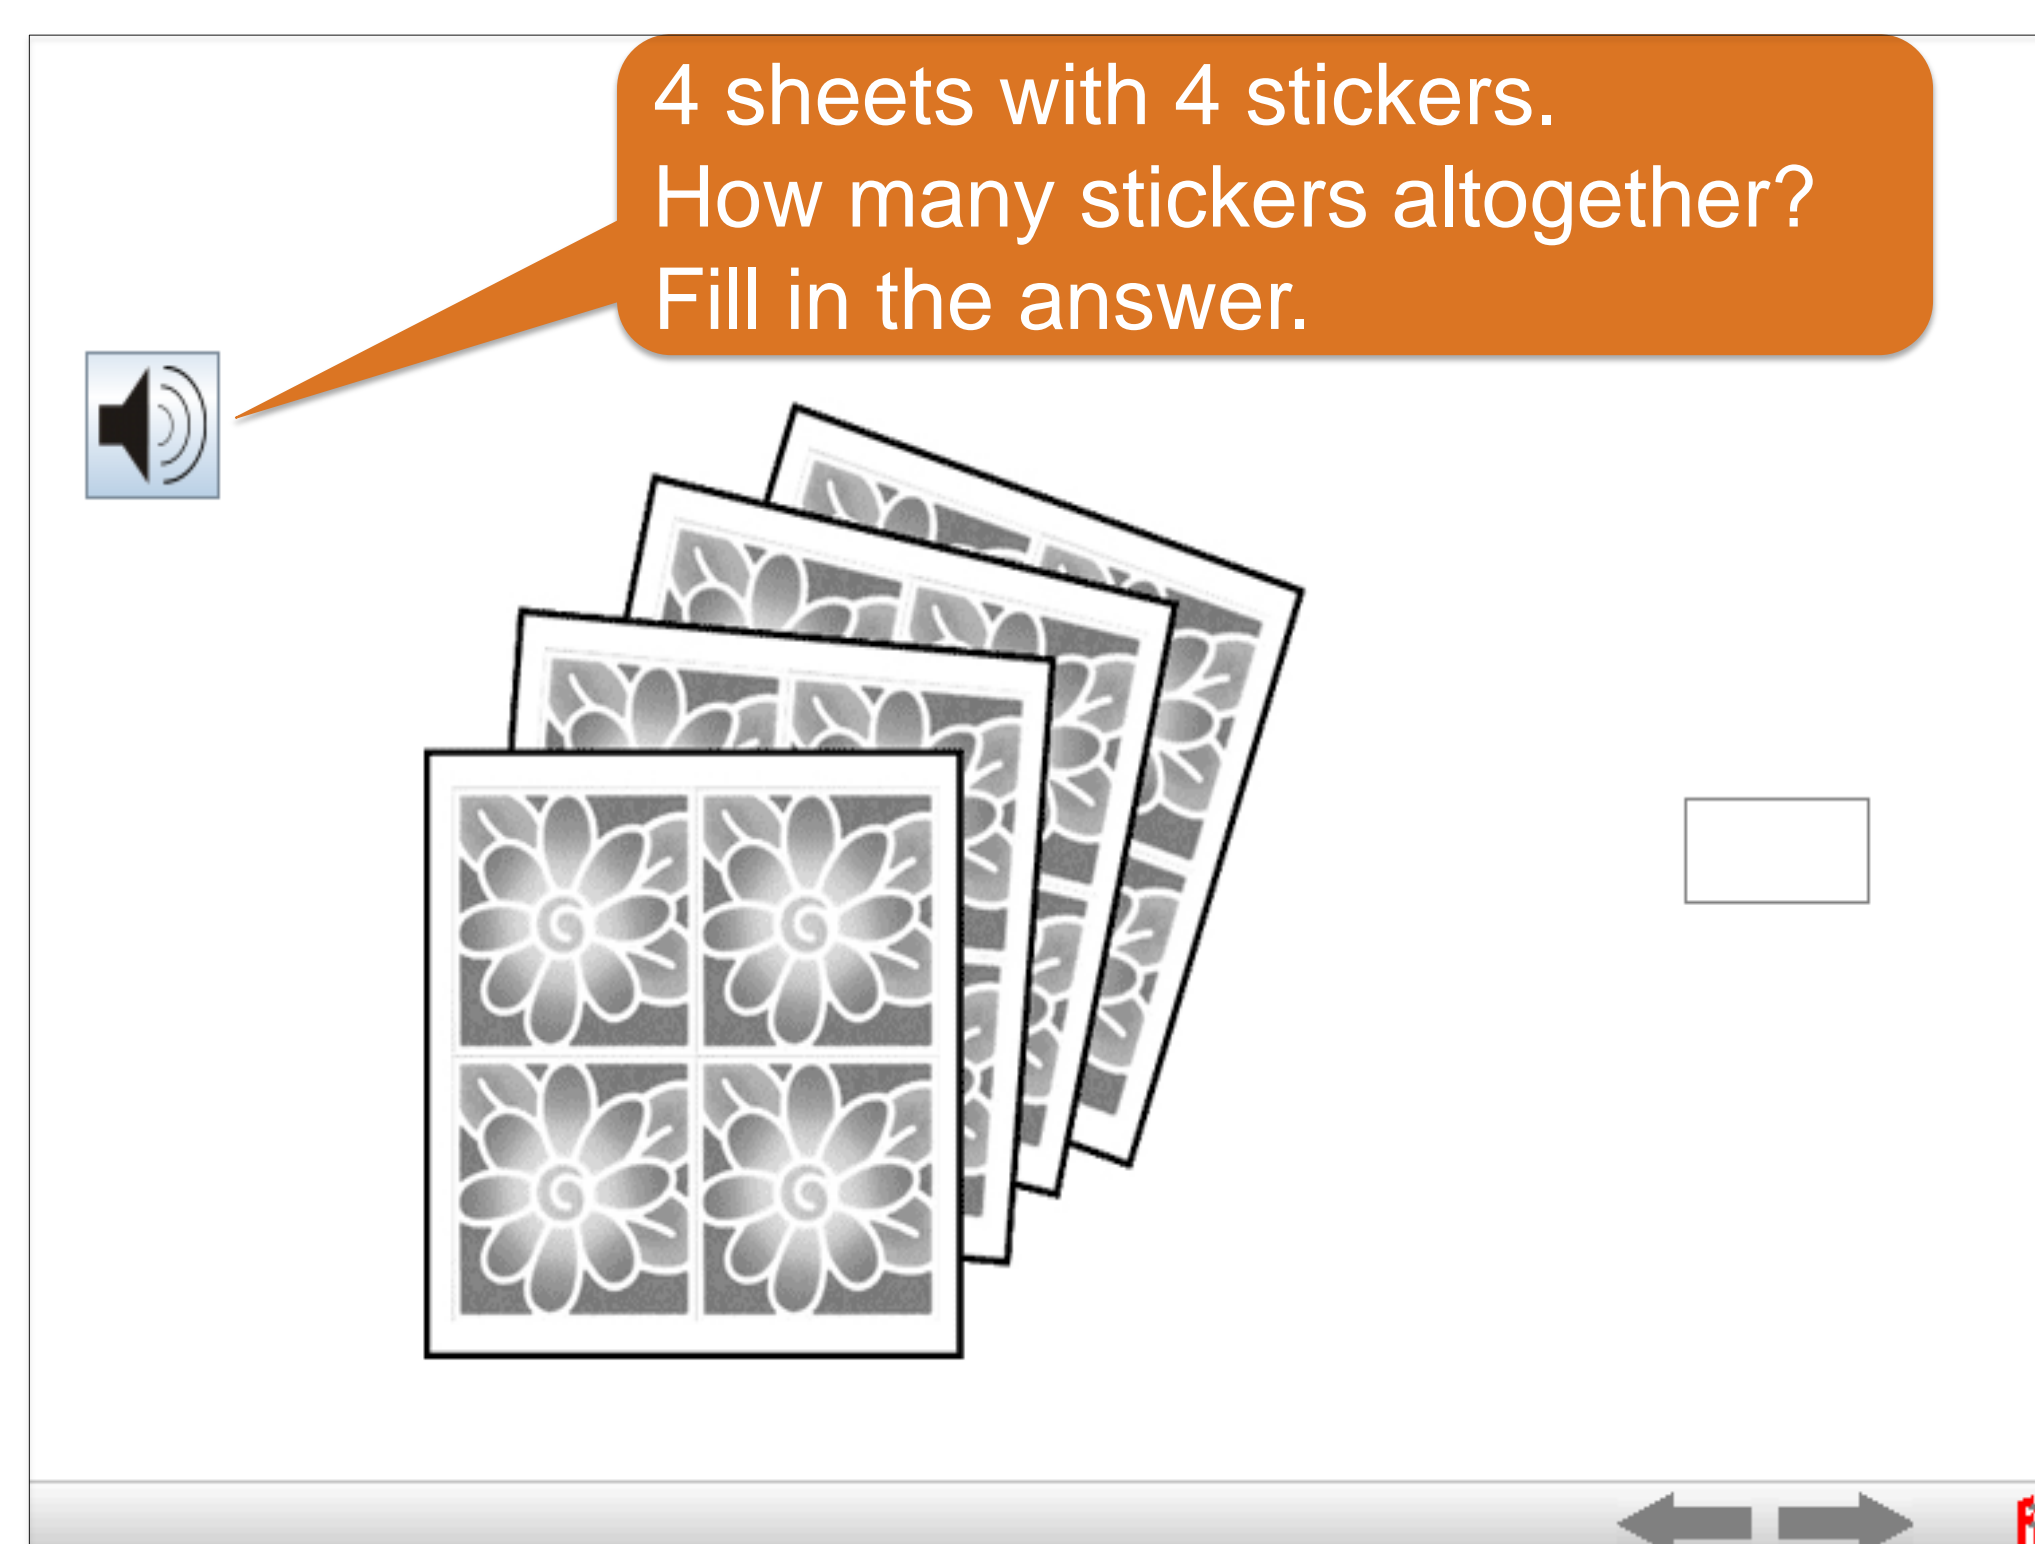 4 sheets with 4 stickers.
How many stickers altogether?
Fill in the answer.